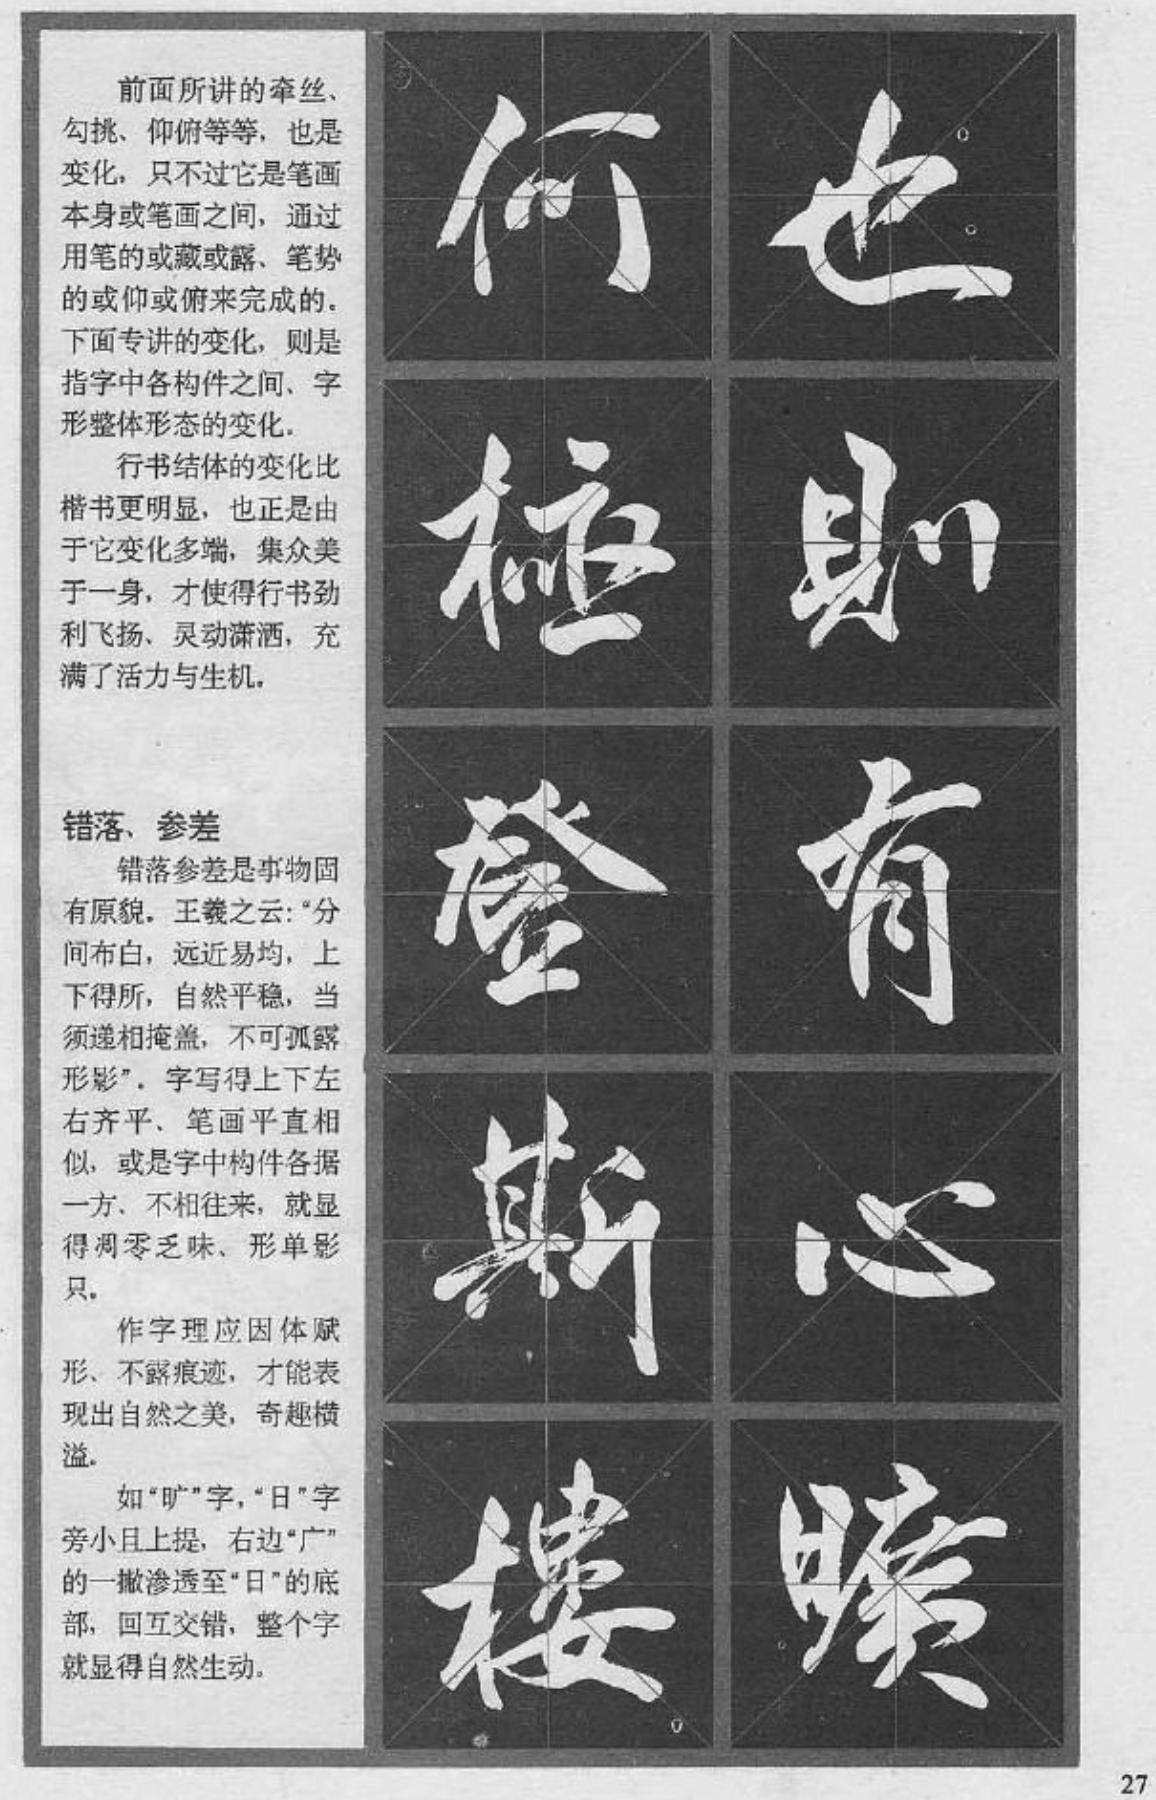 前面所讲的牵丝、
勾挑、仰俯等等，也是
变化，只不过它是笔画
本身或笔画之间，通过
用笔的或藏或露、笔势
的或仰或俯来完成的。
下面专讲的变化，则是
指字中各构件之间、字
形整体形态的变化。
行书结体的变化比
楷书更明显，也正是由
于它变化多端，集众美
于一身，才使得行书劲
利飞扬、灵动潇洒，充
满了活力与生机。
错落、参差
错落参差是事物固
有原貌。王羲之云：“分
间布白，远近易均，上
下得所，自然平稳，当
须递相掩盖，不可孤露
形影”。字写得上下左
右齐平、笔画平直相
似，或是字中构件各据
一方、不相往来，就显
得凋零乏味、形单影
只。
作字理应因体赋
形、不露痕迹，才能表
现出自然之美，奇趣横
溢。
如“旷”字，“日”字
旁小且上提，右边“广”
的一撇渗透至“日”的底
部，回互交错，整个字
就显得自然生动。
也則有心曠
何極登斯樓
27